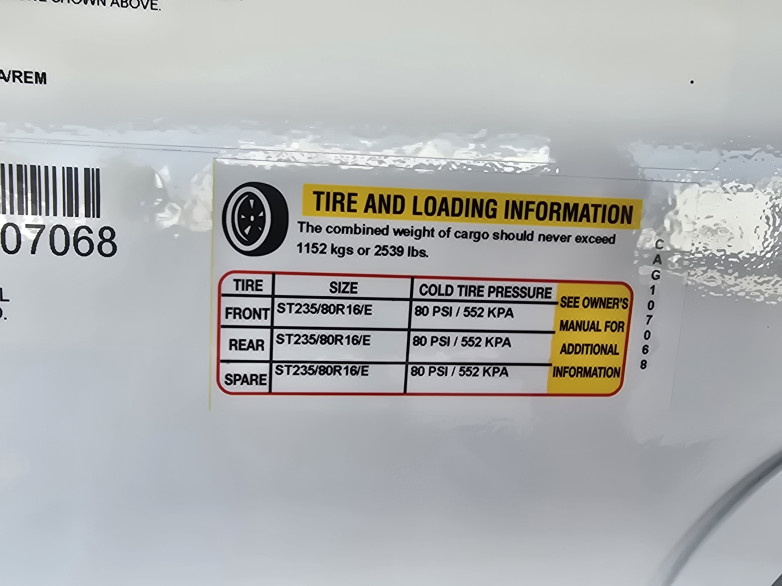 SHOWN ABOVE.
A/REM
07068
TIRE AND LOADING INFORMATION
The combined weight of cargo should never exceed
1152 kgs or 2539 lbs.
TIRE SIZE COLD TIRE PRESSURE SEE OWNER'S MANUAL FOR ADDITIONAL INFORMATION
FRONT ST235/80R16/E 80 PSI / 552 KPA
REAR ST235/80R16/E 80 PSI / 552 KPA
SPARE ST235/80R16/E 80 PSI / 552 KPA
CAG107068